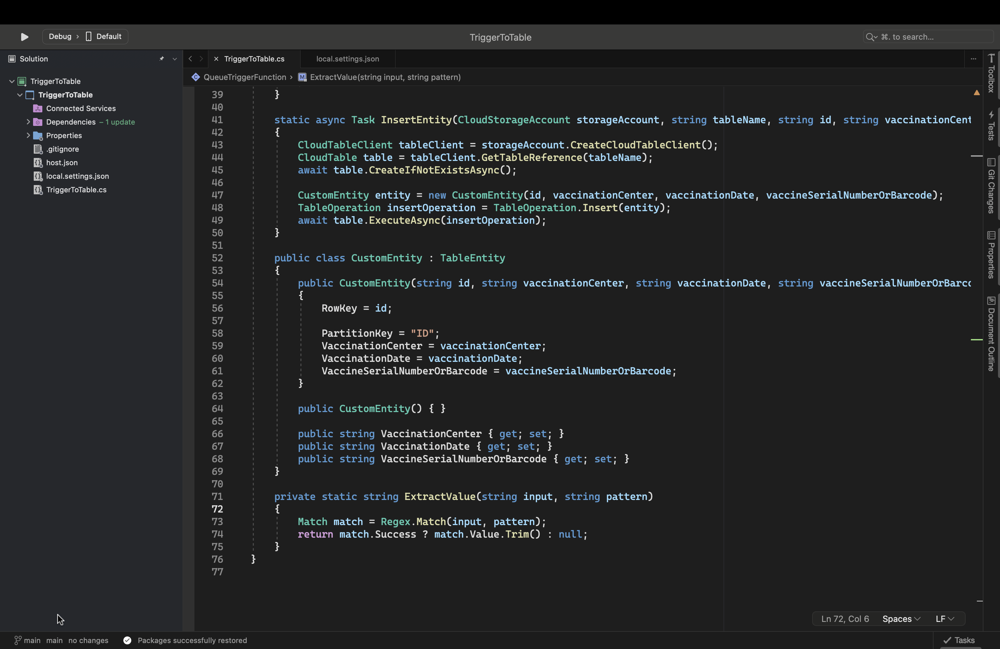 Debug › Default
TriggerToTable
⌘. to search...
Solution
TriggerToTable.cs
local.settings.json
QueueTriggerFunction › ExtractValue(string input, string pattern)
TriggerToTable
TriggerToTable
Connected Services
Dependencies – 1 update
Properties
.gitignore
host.json
local.settings.json
TriggerToTable.cs
39 }
40
41 static async Task InsertEntity(CloudStorageAccount storageAccount, string tableName, string id, string vaccinationCent
42 {
43 CloudTableClient tableClient = storageAccount.CreateCloudTableClient();
44 CloudTable table = tableClient.GetTableReference(tableName);
45 await table.CreateIfNotExistsAsync();
46
47 CustomEntity entity = new CustomEntity(id, vaccinationCenter, vaccinationDate, vaccineSerialNumberOrBarcode);
48 TableOperation insertOperation = TableOperation.Insert(entity);
49 await table.ExecuteAsync(insertOperation);
50 }
51
52 public class CustomEntity : TableEntity
53 {
54 public CustomEntity(string id, string vaccinationCenter, string vaccinationDate, string vaccineSerialNumberOrBarco
55 {
56 RowKey = id;
57
58 PartitionKey = "ID";
59 VaccinationCenter = vaccinationCenter;
60 VaccinationDate = vaccinationDate;
61 VaccineSerialNumberOrBarcode = vaccineSerialNumberOrBarcode;
62 }
63
64 public CustomEntity() { }
65
66 public string VaccinationCenter { get; set; }
67 public string VaccinationDate { get; set; }
68 public string VaccineSerialNumberOrBarcode { get; set; }
69 }
70
71 private static string ExtractValue(string input, string pattern)
72 {
73 Match match = Regex.Match(input, pattern);
74 return match.Success ? match.Value.Trim() : null;
75 }
76 }
77
Toolbox
Tests
Git Changes
Properties
Document Outline
Ln 72, Col 6 Spaces LF
main main no changes Packages successfully restored
Tasks